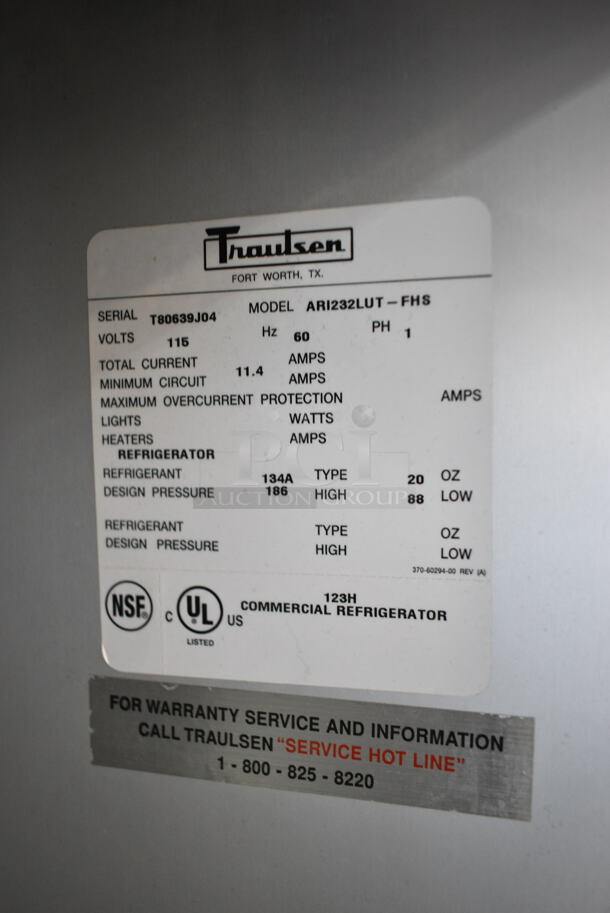 Traulsen
FORT WORTH, TX.
SERIAL T80639J04 MODEL ARI232LUT-FHS
VOLTS 115 Hz 60 PH 1
TOTAL CURRENT AMPS
MINIMUM CIRCUIT 11.4 AMPS
MAXIMUM OVERCURRENT PROTECTION AMPS
LIGHTS WATTS
HEATERS AMPS
REFRIGERATOR
REFRIGERANT 134A TYPE 20 OZ
DESIGN PRESSURE 186 HIGH 88 LOW
PCI
AUCTION GROUP
REFRIGERANT TYPE OZ
DESIGN PRESSURE HIGH LOW
370-60294-00 REV (A)
NSF® C UL® US
LISTED
123H
COMMERCIAL REFRIGERATOR
FOR WARRANTY SERVICE AND INFORMATION
CALL TRAULSEN "SERVICE HOT LINE"
1 - 800 - 825 - 8220